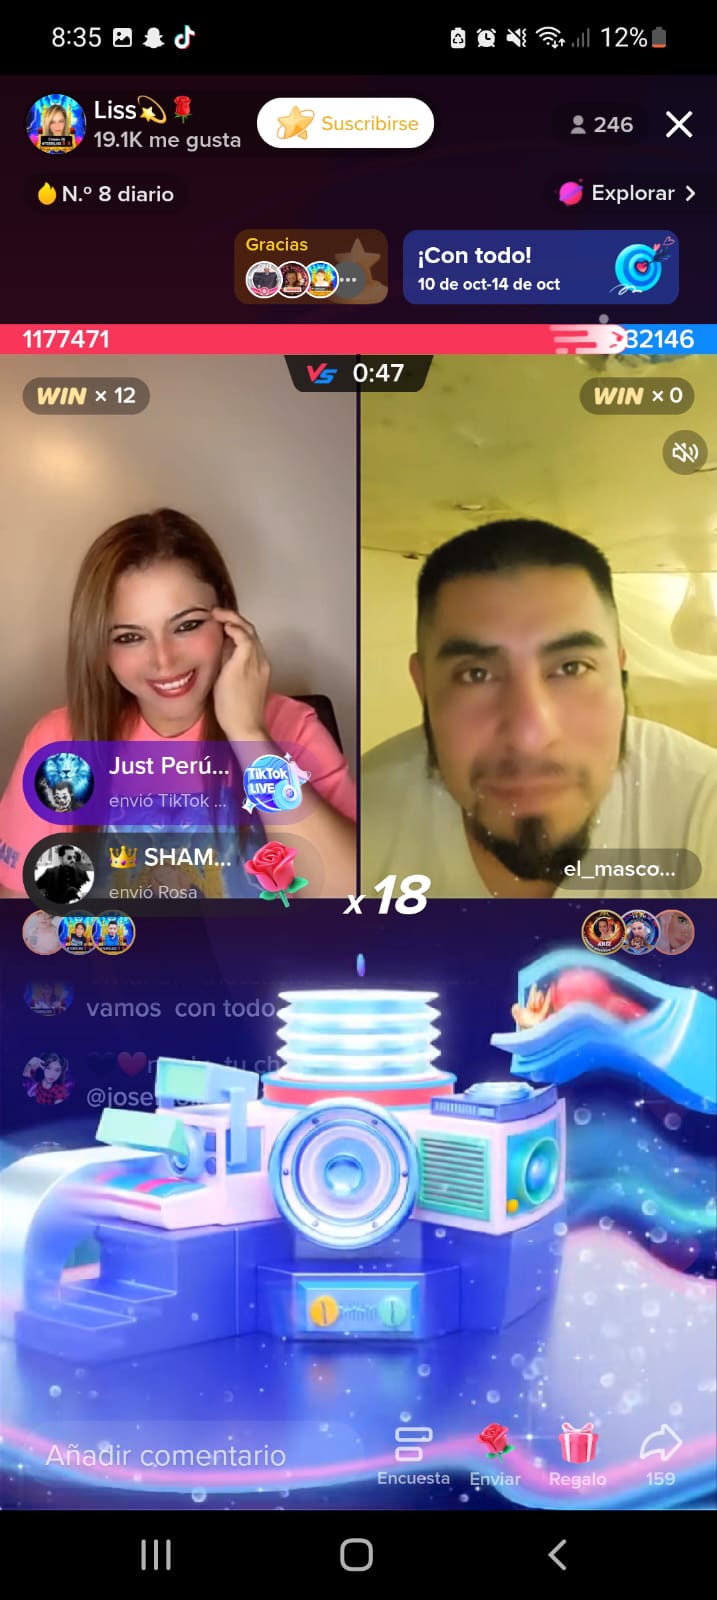 8:35
12%
Liss
19.1K me gusta
Suscribirse
246
N.º 8 diario
Explorar
Gracias
¡Con todo!
10 de oct-14 de oct
1177471
32146
VS 0:47
WIN × 12
WIN × 0
Just Perú...
envió TikTok ...
TikTok
LIVE
SHAM...
envió Rosa
x 18
el_masco...
vamos con todo
Añadir comentario
Encuesta
Enviar
Regalo
159